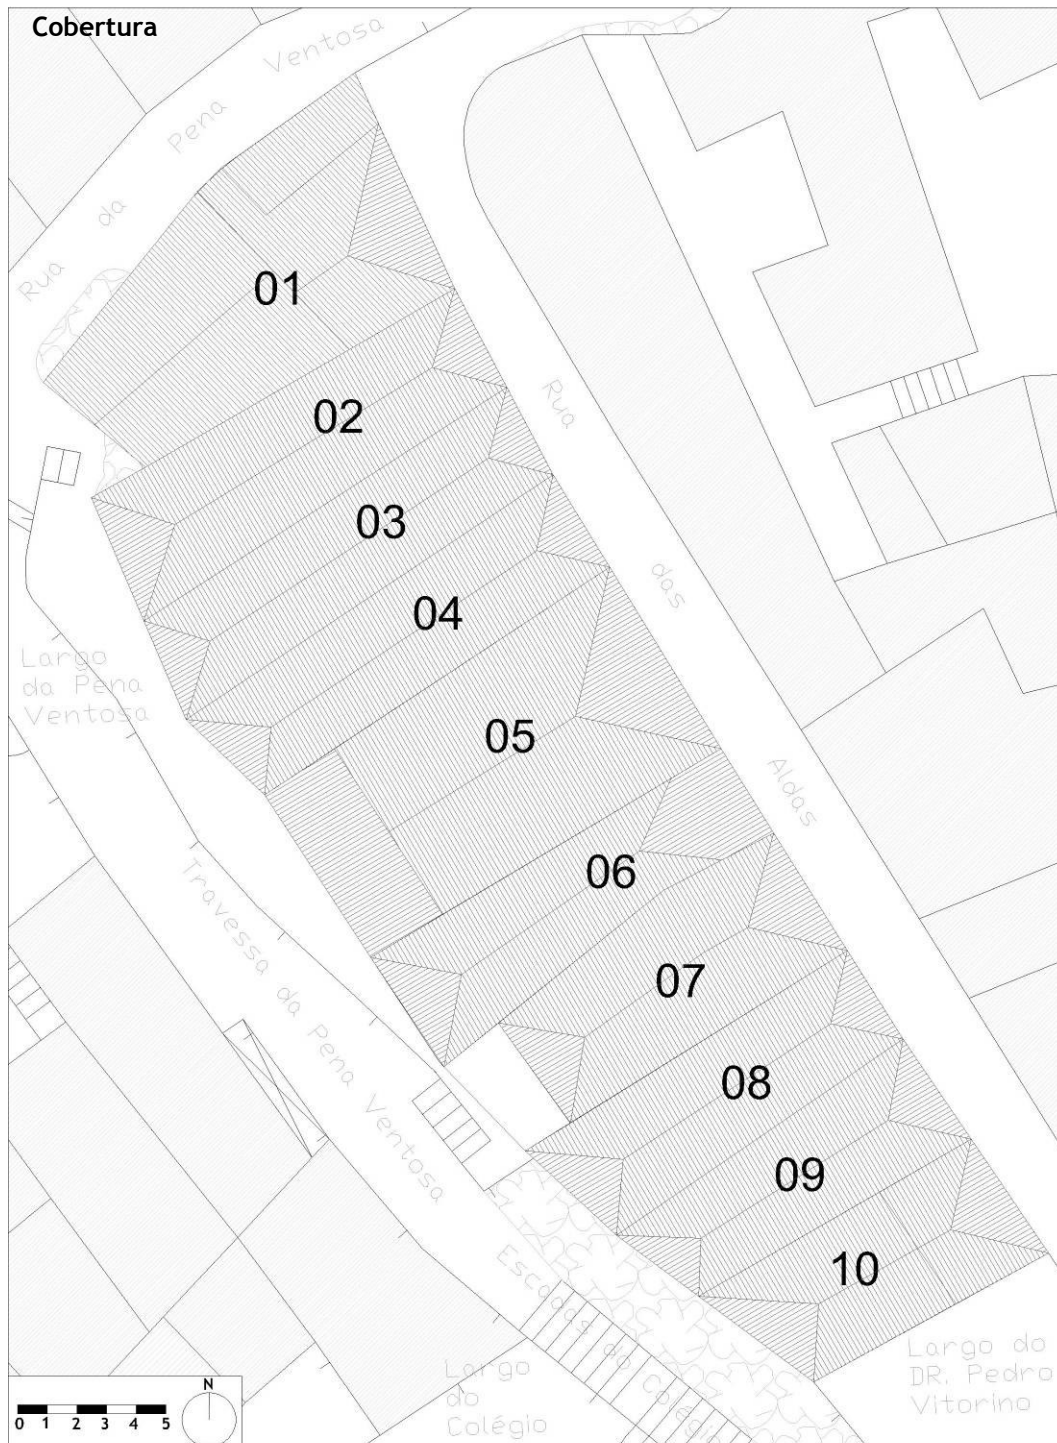 Cobertura
Rua da Pena Ventosa
01
02
03
04
05
06
07
08
09
10
Rua das Aldas
Largo
da Pena
Ventosa
Travessa da Pena Ventosa
Escadas do Colégio
Largo
do
Colégio
Largo do
DR. Pedro
Vitorino
N
0 1 2 3 4 5